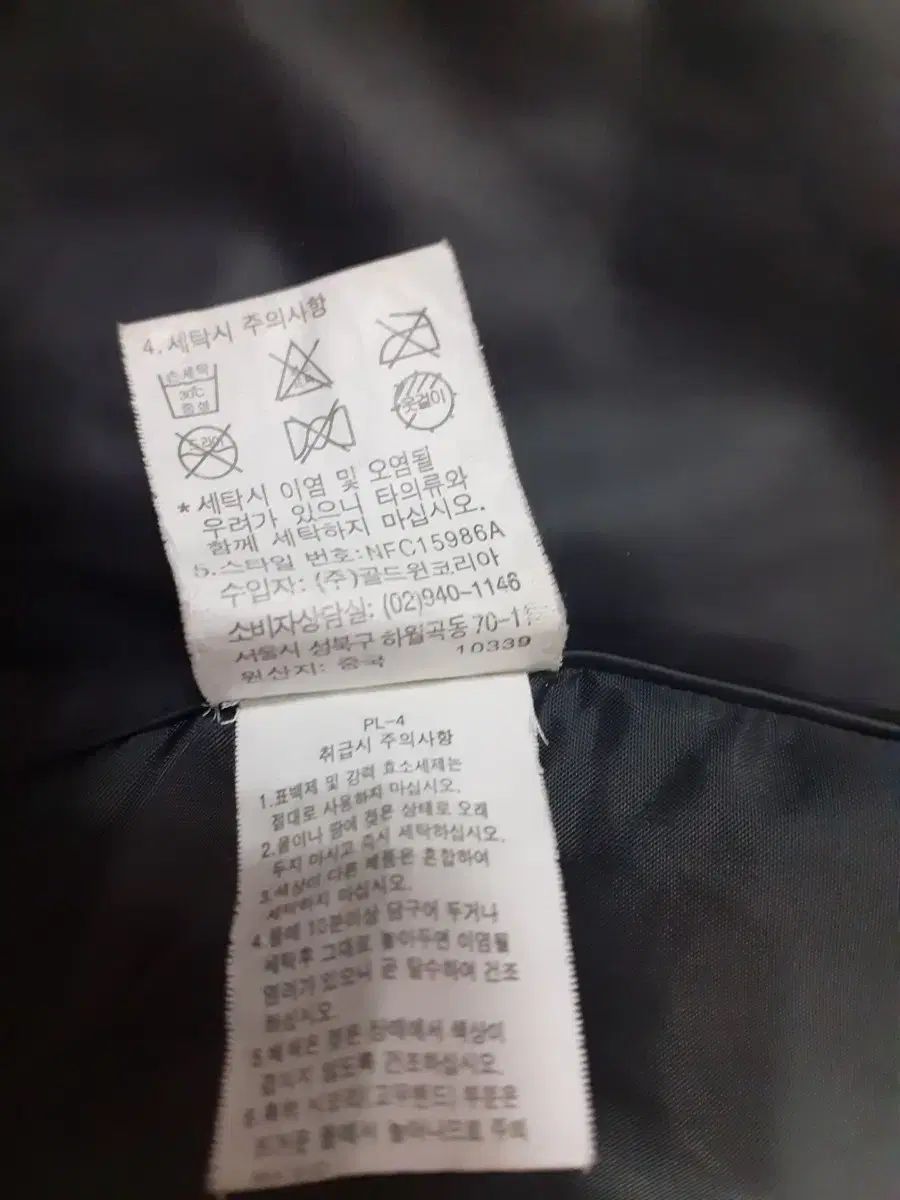 4. 세탁시 주의사항
손세탁
30℃
중성
드라이
옷걸이
* 세탁시 이염 및 오염될
우려가 있으니 타의류와
함께 세탁하지 마십시오.
5. 스타일 번호:NFC15986A
수입자: (주)골드윈코리아
소비자상담실: (02)940-1146
서울시 성북구 하월곡동 70-1
원산지: 중국 10339
PL-4
취급시 주의사항
1.표백제 및 강력 효소세제는
절대로 사용하지 마십시오.
2.물이나 땀에 젖은 상태로 오래
두지 마시고 즉시 세탁하십시오.
3.색상이 다른 제품은 혼합하여
세탁하지 마십시오.
4.물에 10분이상 담구어 두거나
세탁후 그대로 놓아두면 이염될
염려가 있으니 곧 탈수하여 건조
하십시오.
5. 젖은 상태에서 색상이
않도록 건조하십시오.
6. (고무밴드) 부분은